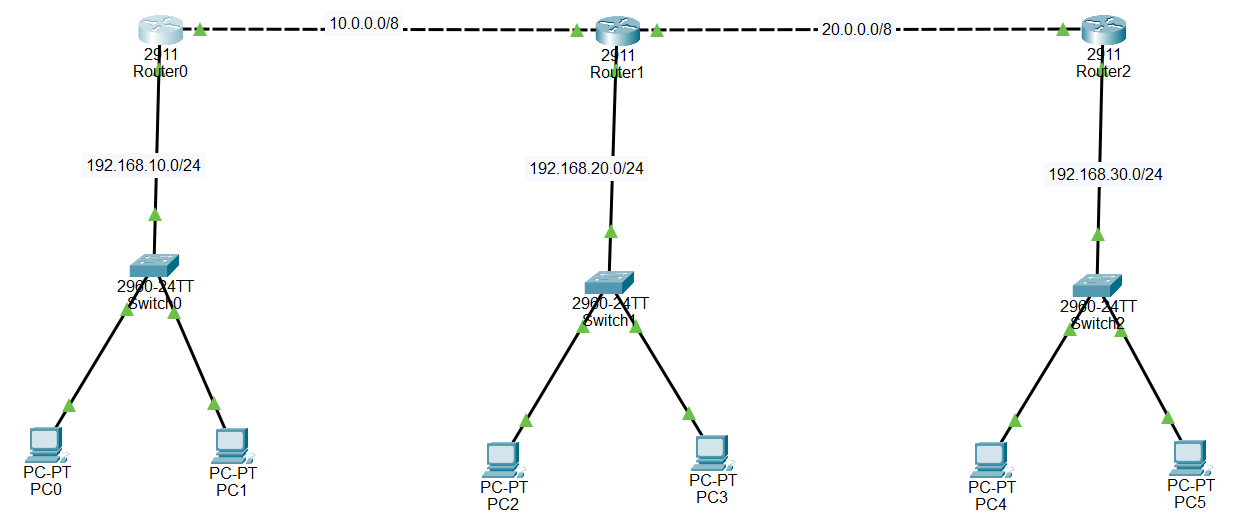 10.0.0.0/8
20.0.0.0/8
2911
Router0
2911
Router1
2911
Router2
192.168.10.0/24
192.168.20.0/24
192.168.30.0/24
2960-24TT
Switch0
2960-24TT
Switch1
2960-24TT
Switch2
PC-PT
PC0
PC-PT
PC1
PC-PT
PC2
PC-PT
PC3
PC-PT
PC4
PC-PT
PC5